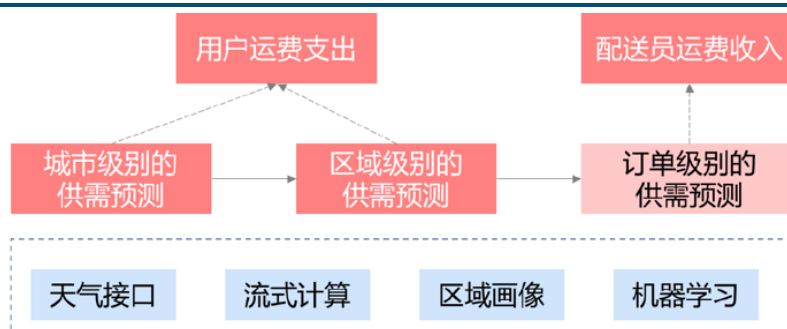 用户运费支出
配送员运费收入
城市级别的
供需预测
区域级别的
供需预测
订单级别的
供需预测
天气接口
流式计算
区域画像
机器学习